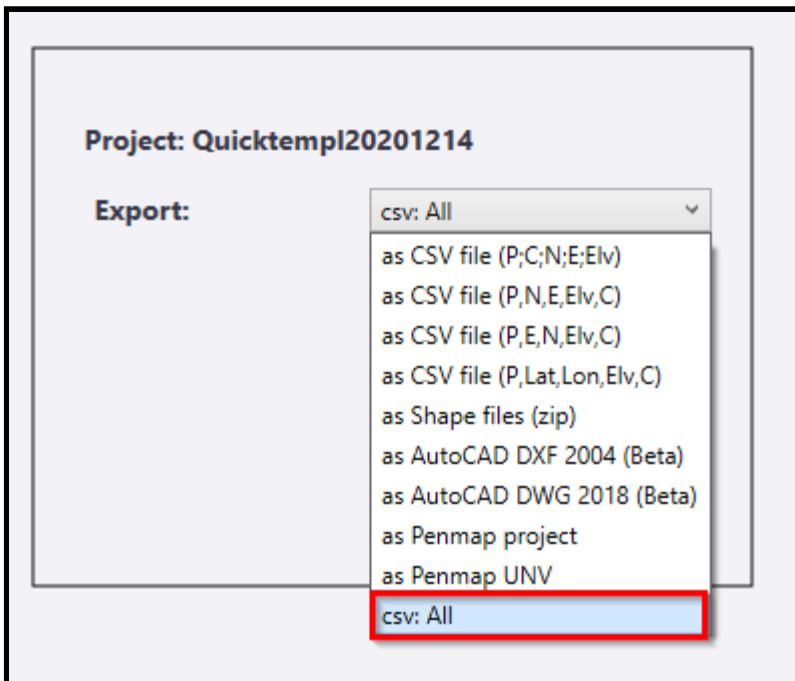 Project: Quicktempl20201214
Export: csv: All
as CSV file (P;C;N;E;Elv)
as CSV file (P,N,E,Elv,C)
as CSV file (P,E,N,Elv,C)
as CSV file (P,Lat,Lon,Elv,C)
as Shape files (zip)
as AutoCAD DXF 2004 (Beta)
as AutoCAD DWG 2018 (Beta)
as Penmap project
as Penmap UNV
csv: All